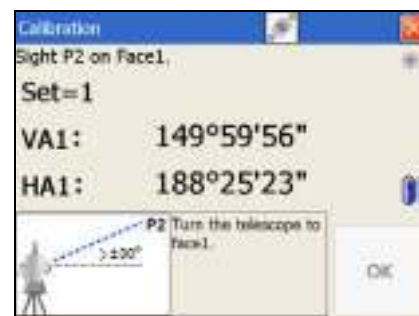 Calibration
Sight P2 on Face1.
Set=1
VA1: 149°59'56"
HA1: 188°25'23"
P2
±30°
Turn the telescope to
face1.
OK